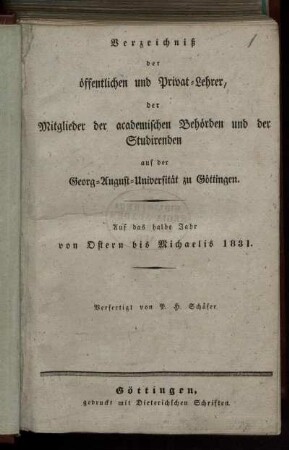 1
Verzeichniß
der
öffentlichen und Privat-Lehrer,
der
Mitglieder der academischen Behörden und der
Studirenden
auf der
Georg-August-Universität zu Göttingen.
Auf das halbe Jahr
von Ostern bis Michaelis 1831.
Verfertigt von P. H. Schäfer
Göttingen,
gedruckt mit Dieterichschen Schriften.